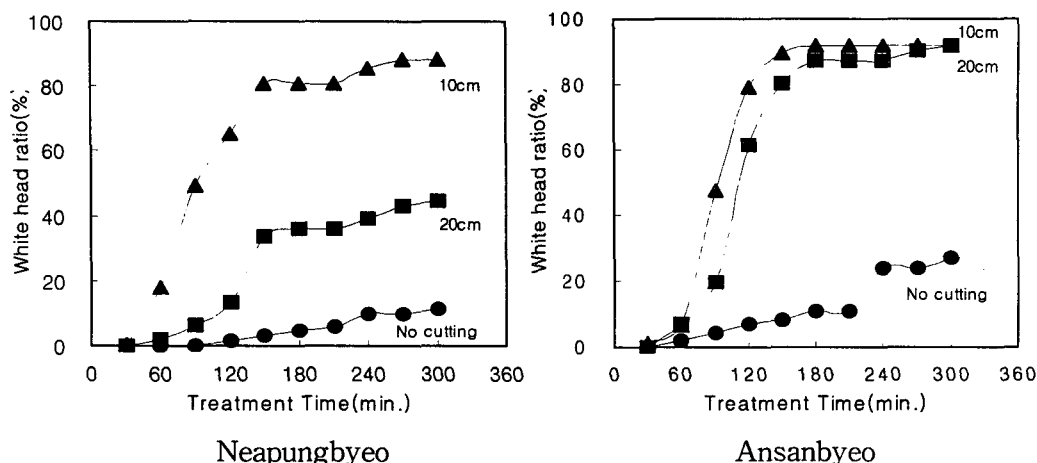 White head ratio(%)
100
80
60
40
20
0
10cm
20cm
No cutting
0 60 120 180 240 300 360
Treatment Time(min.)
Neapungbyeo
White head ratio(%)
100
80
60
40
20
0
10cm
20cm
No cutting
0 60 120 180 240 300 360
Treatment Time(min.)
Ansanbyeo